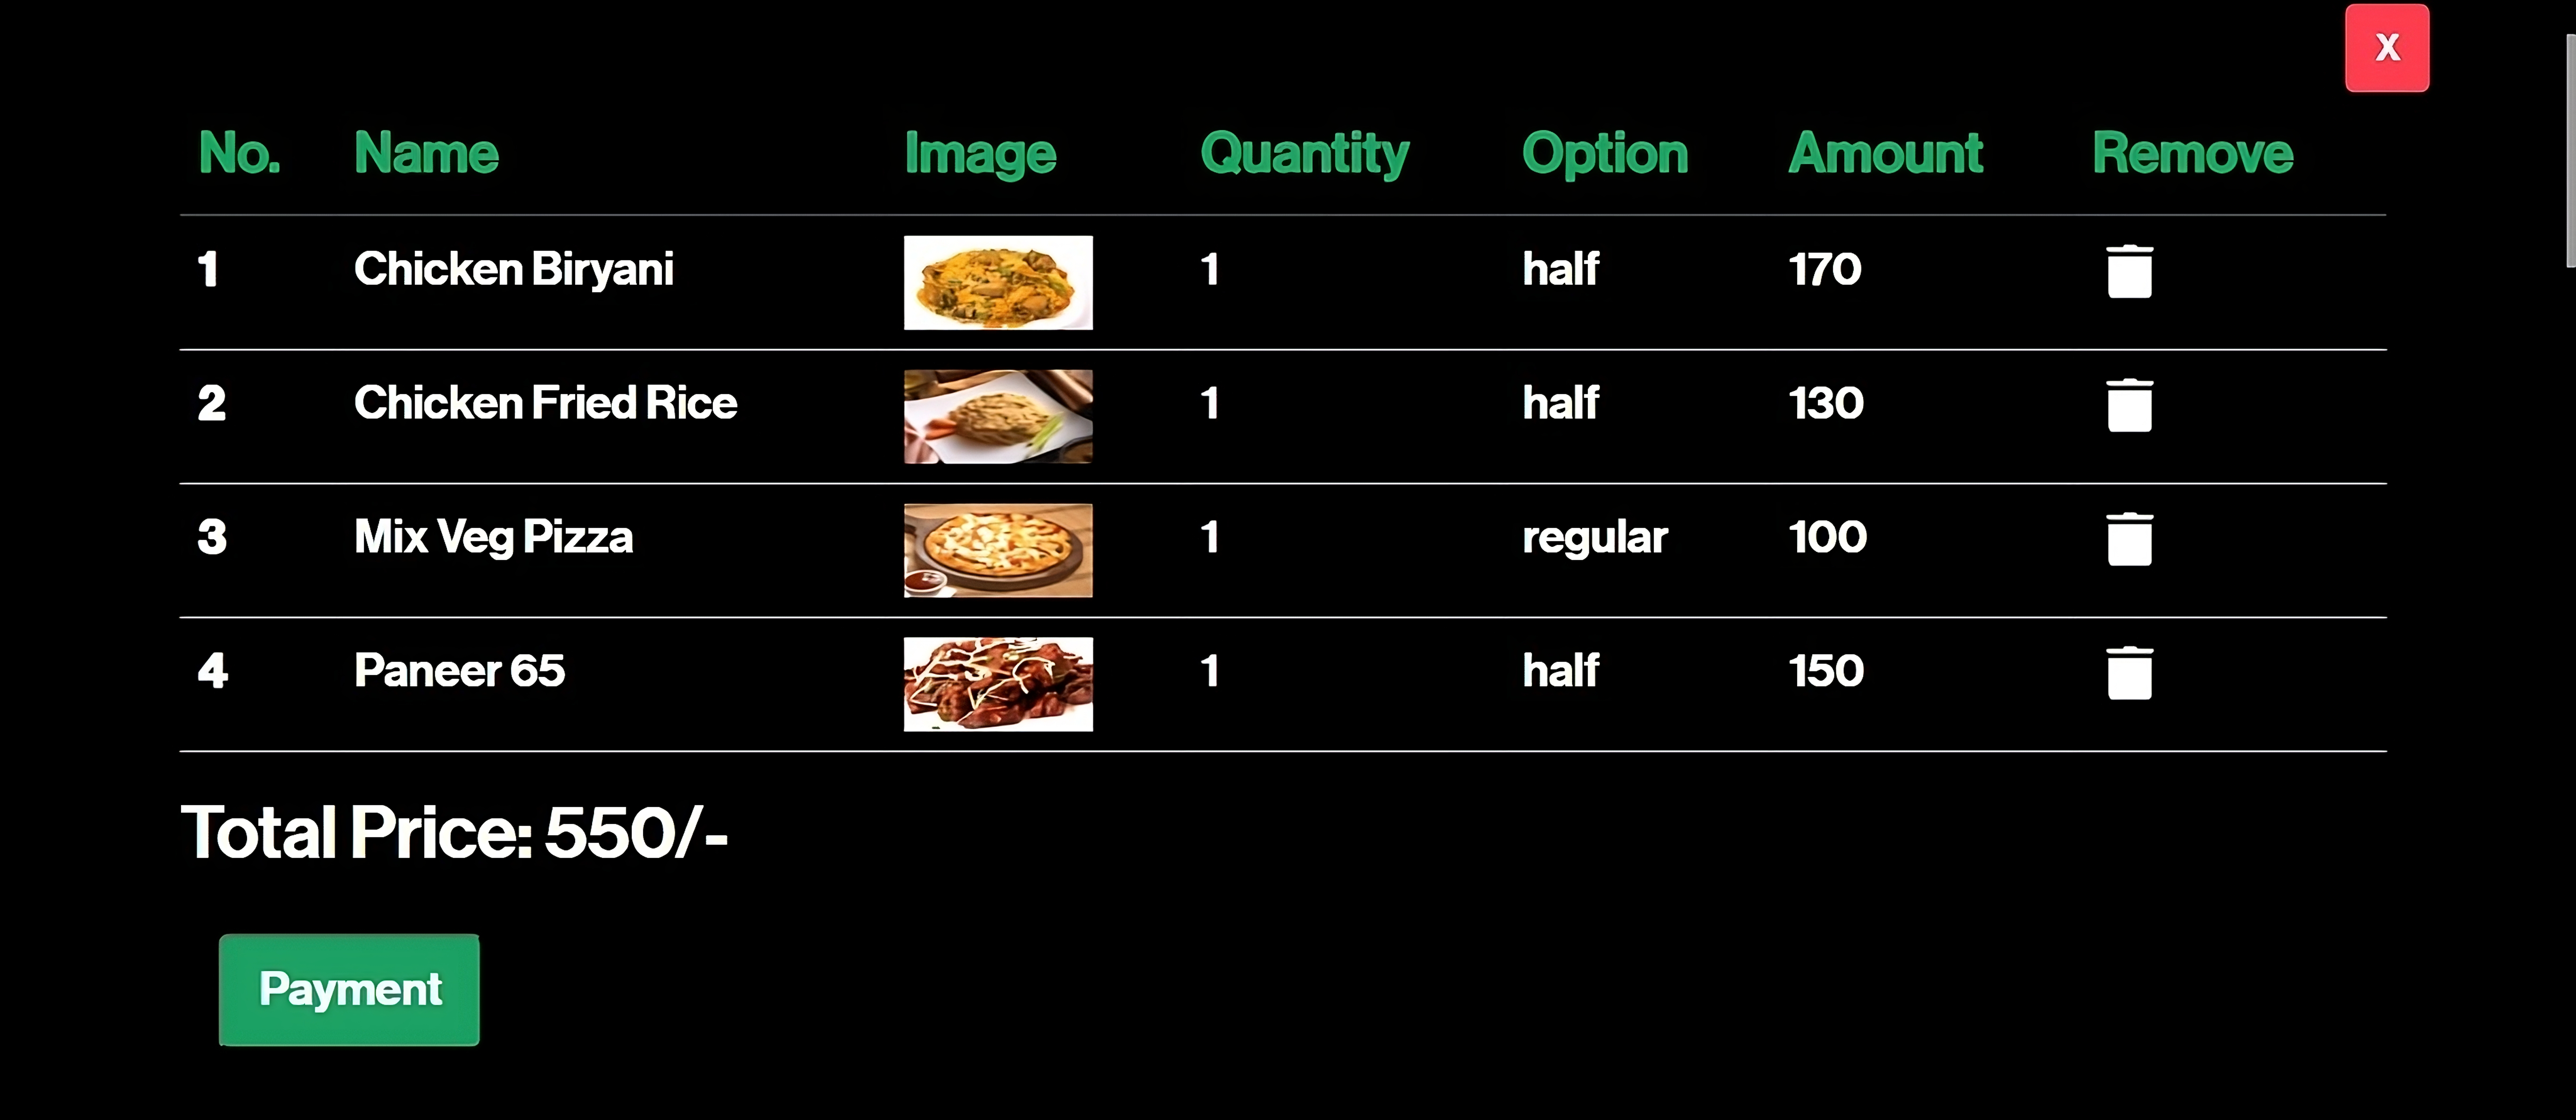 X
No. Name Image Quantity Option Amount Remove
1 Chicken Biryani 1 half 170
2 Chicken Fried Rice 1 half 130
3 Mix Veg Pizza 1 regular 100
4 Paneer 65 1 half 150
Total Price: 550/-
Payment